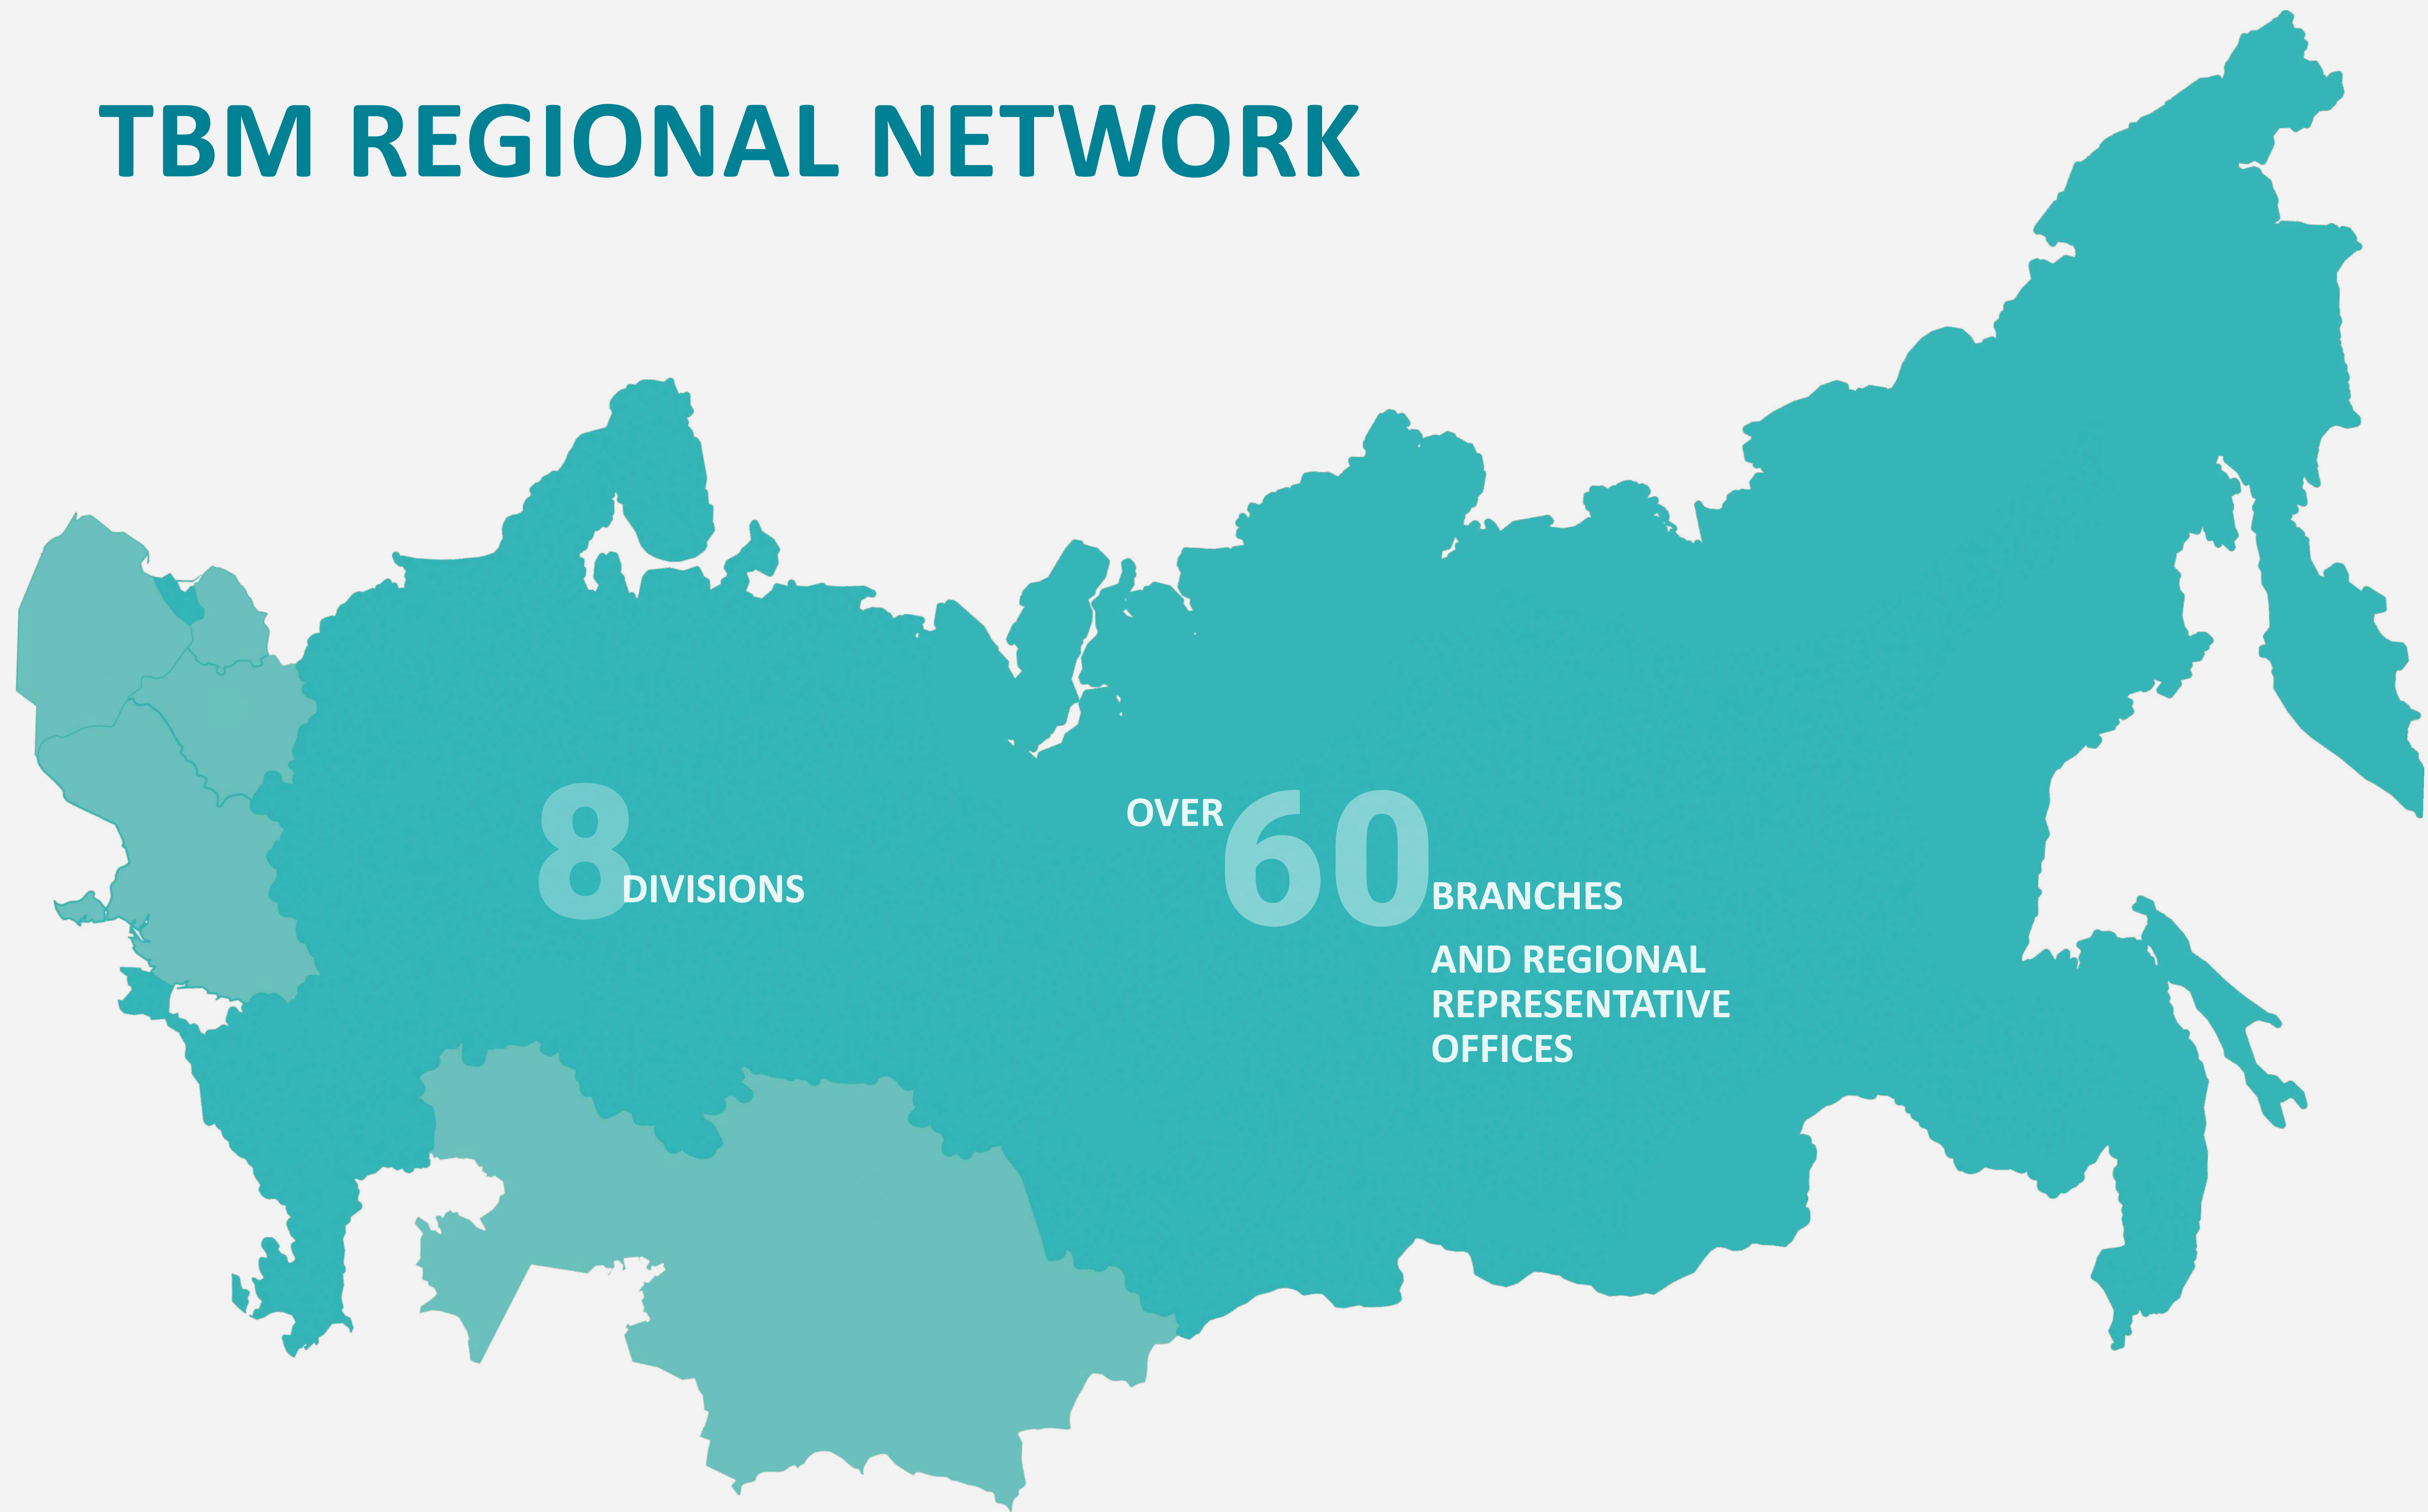 TBM REGIONAL NETWORK
8 DIVISIONS
OVER 60 BRANCHES
AND REGIONAL
REPRESENTATIVE
OFFICES